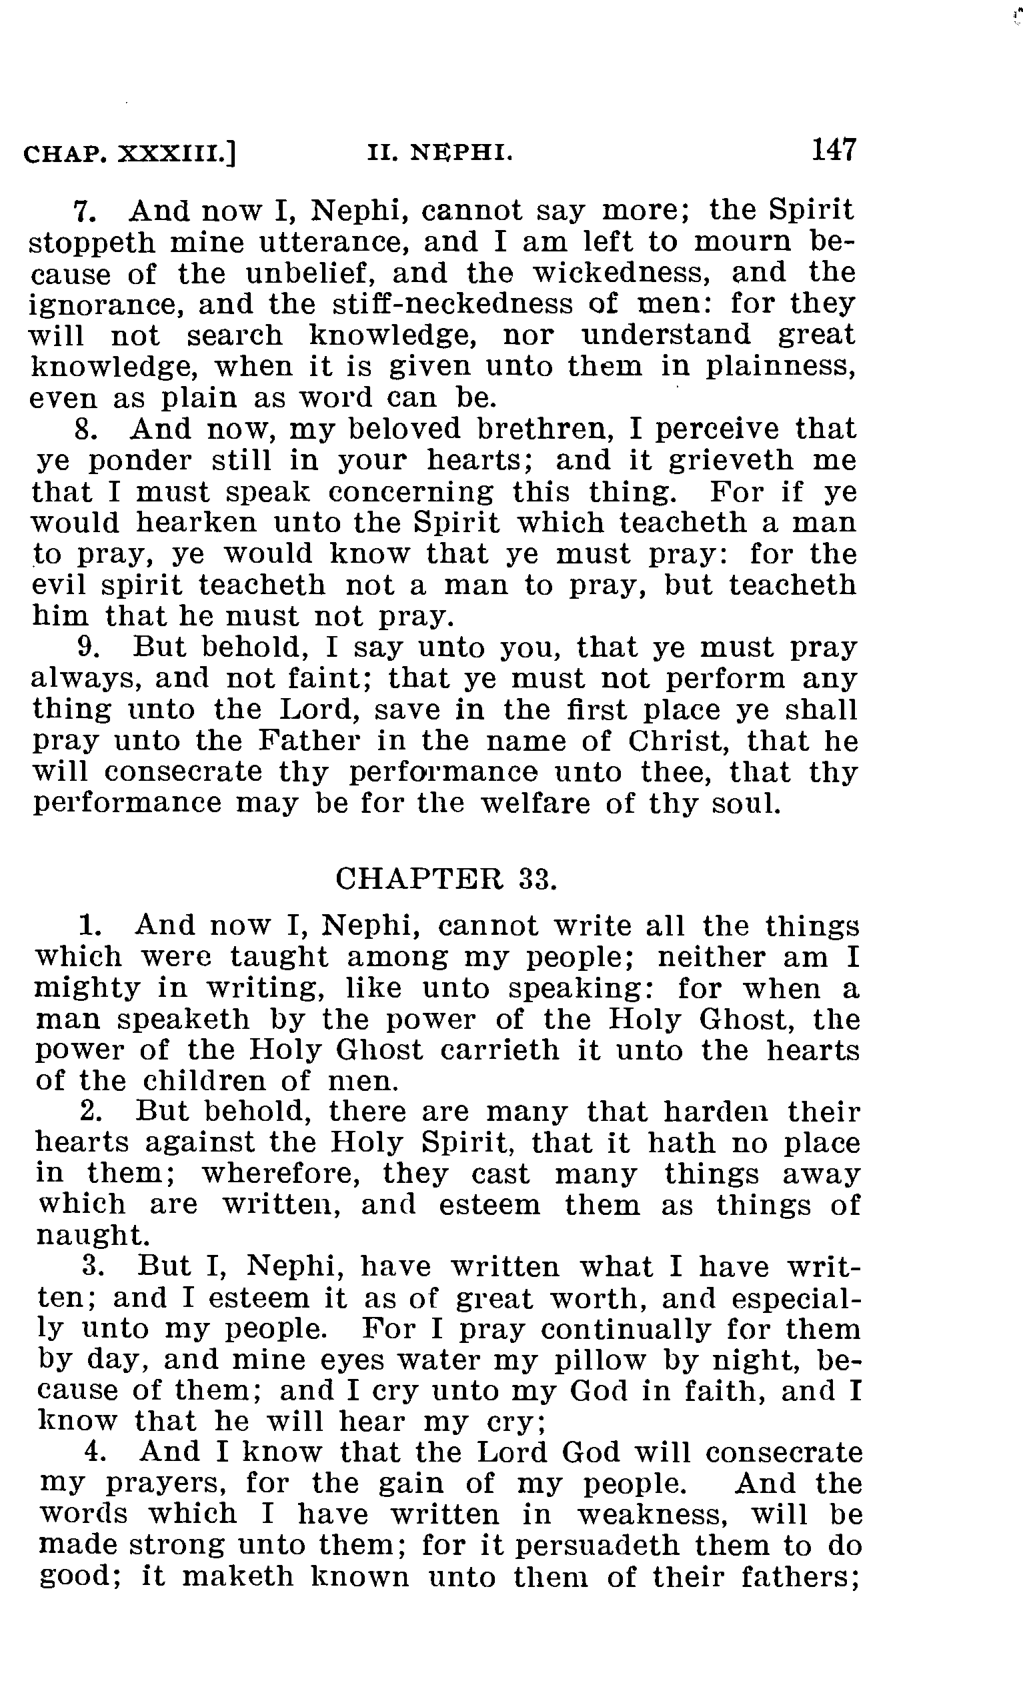 CHAP. XXXIII.] II. NEPHI. 147
7. And now I, Nephi, cannot say more; the Spirit
stoppeth mine utterance, and I am left to mourn be-
cause of the unbelief, and the wickedness, and the
ignorance, and the stiff-neckedness of men: for they
will not search knowledge, nor understand great
knowledge, when it is given unto them in plainness,
even as plain as word can be.
8. And now, my beloved brethren, I perceive that
ye ponder still in your hearts; and it grieveth me
that I must speak concerning this thing. For if ye
would hearken unto the Spirit which teacheth a man
to pray, ye would know that ye must pray: for the
evil spirit teacheth not a man to pray, but teacheth
him that he must not pray.
9. But behold, I say unto you, that ye must pray
always, and not faint; that ye must not perform any
thing unto the Lord, save in the first place ye shall
pray unto the Father in the name of Christ, that he
will consecrate thy performance unto thee, that thy
performance may be for the welfare of thy soul.
CHAPTER 33.
1. And now I, Nephi, cannot write all the things
which were taught among my people; neither am I
mighty in writing, like unto speaking: for when a
man speaketh by the power of the Holy Ghost, the
power of the Holy Ghost carrieth it unto the hearts
of the children of men.
2. But behold, there are many that harden their
hearts against the Holy Spirit, that it hath no place
in them; wherefore, they cast many things away
which are written, and esteem them as things of
naught.
3. But I, Nephi, have written what I have writ-
ten; and I esteem it as of great worth, and especial-
ly unto my people. For I pray continually for them
by day, and mine eyes water my pillow by night, be-
cause of them; and I cry unto my God in faith, and I
know that he will hear my cry;
4. And I know that the Lord God will consecrate
my prayers, for the gain of my people. And the
words which I have written in weakness, will be
made strong unto them; for it persuadeth them to do
good; it maketh known unto them of their fathers;